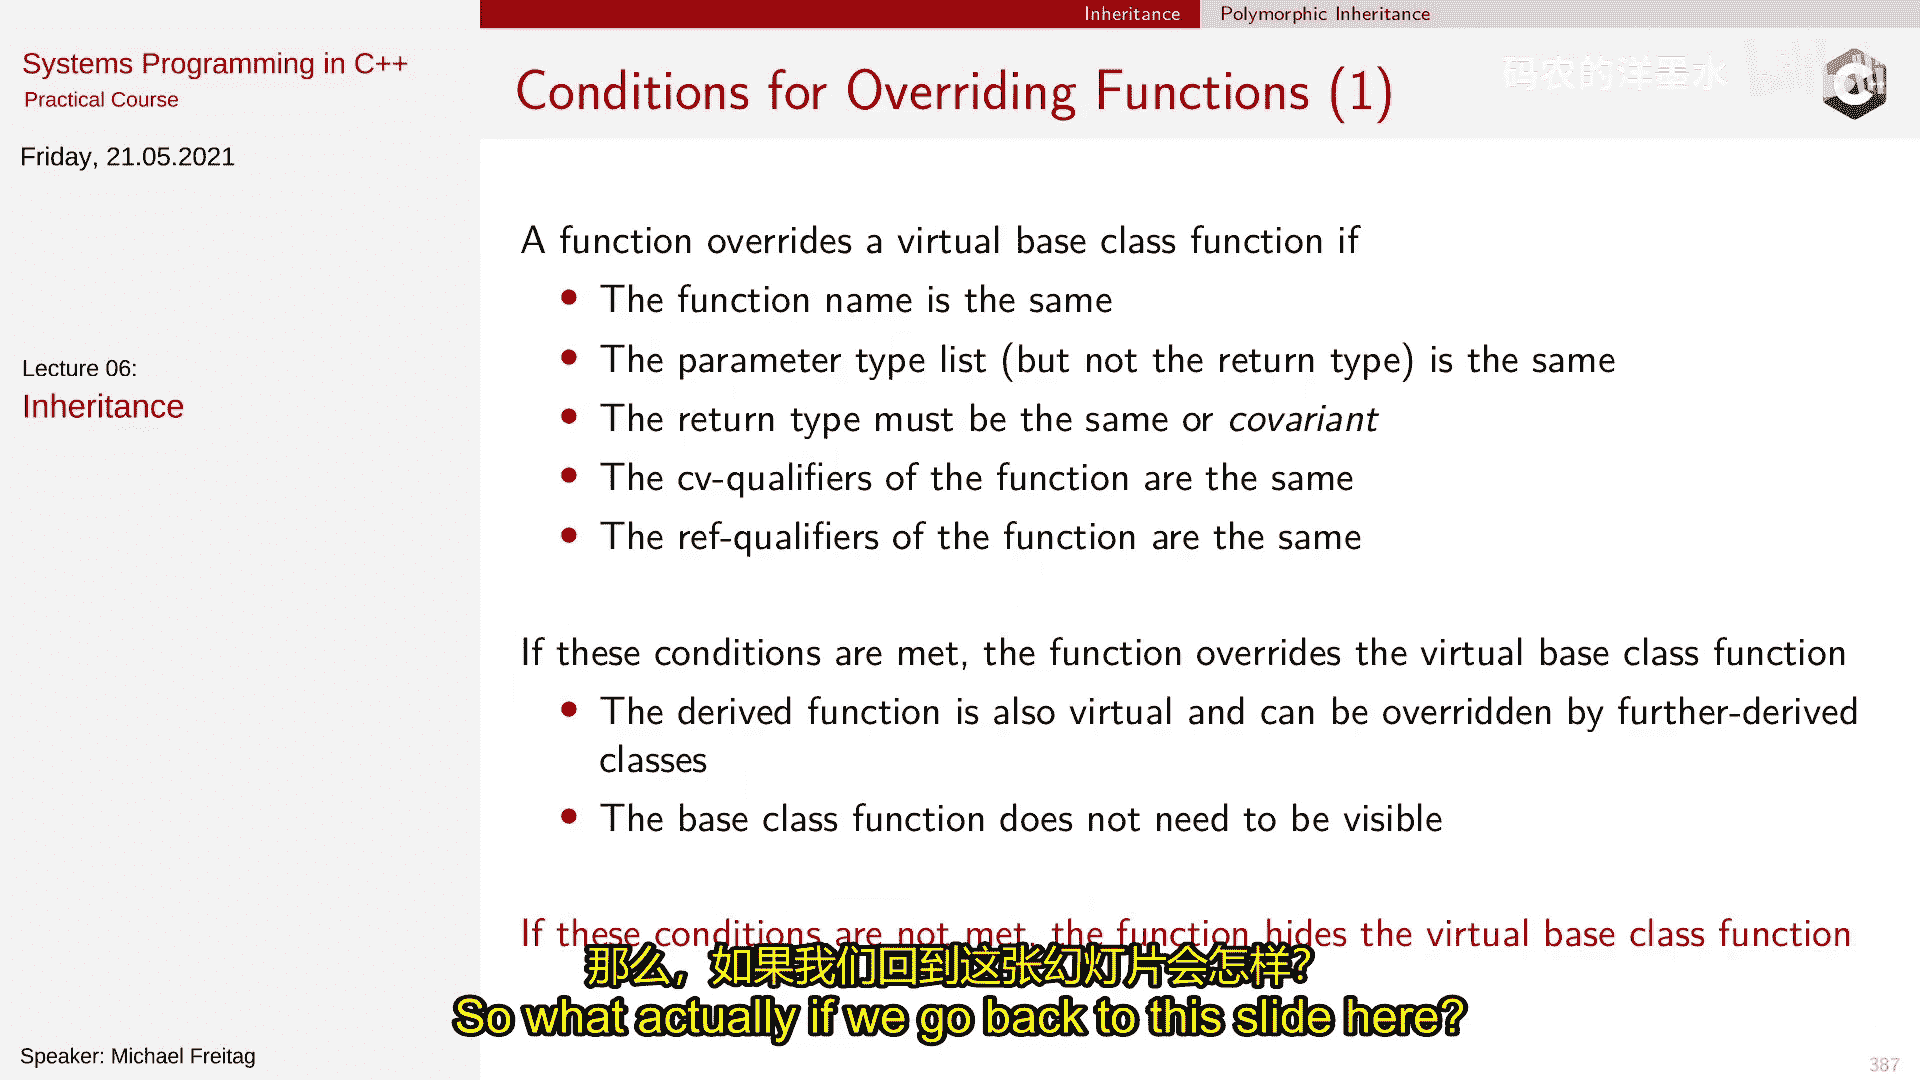 Inheritance
Polymorphic Inheritance
Systems Programming in C++
Practical Course
Friday, 21.05.2021
Lecture 06:
Inheritance
Conditions for Overriding Functions (1)
码农的洋墨水
A function overrides a virtual base class function if
• The function name is the same
• The parameter type list (but not the return type) is the same
• The return type must be the same or covariant
• The cv-qualifiers of the function are the same
• The ref-qualifiers of the function are the same
If these conditions are met, the function overrides the virtual base class function
• The derived function is also virtual and can be overridden by further-derived
classes
• The base class function does not need to be visible
If these conditions are not met, the function hides the virtual base class function
那么，如果我们回到这张幻灯片会怎样？
So what actually if we go back to this slide here?
Speaker: Michael Freitag
387